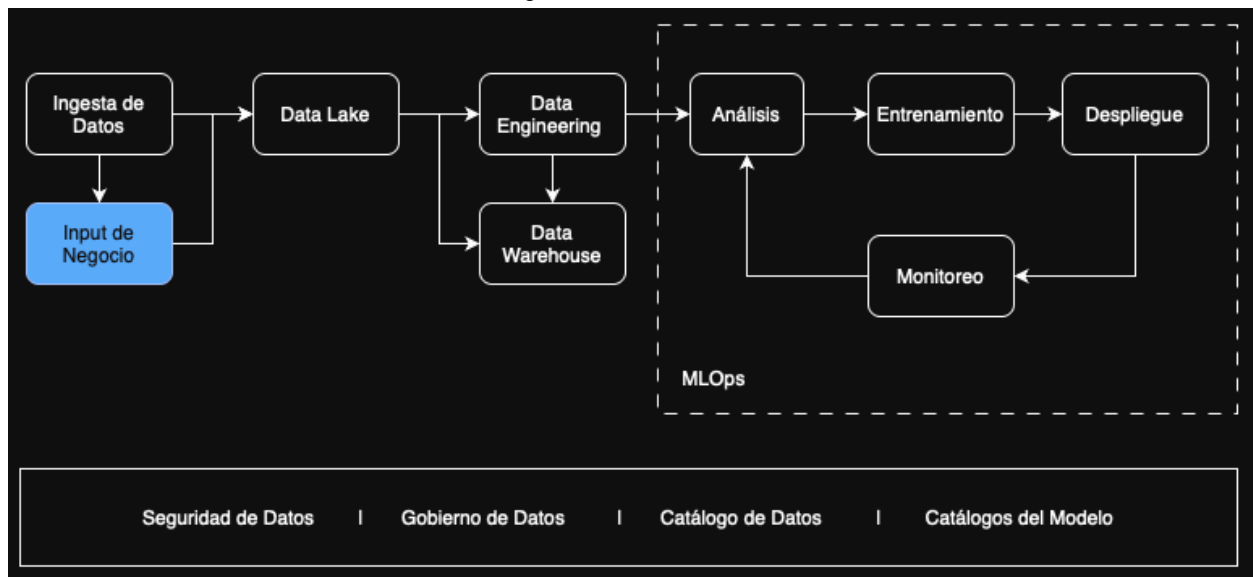 Ingesta de
Datos
Data Lake
Data
Engineering
Análisis
Entrenamiento
Despliegue
Input de
Negocio
Data
Warehouse
Monitoreo
MLOps
Seguridad de Datos | Gobierno de Datos | Catálogo de Datos | Catálogos del Modelo